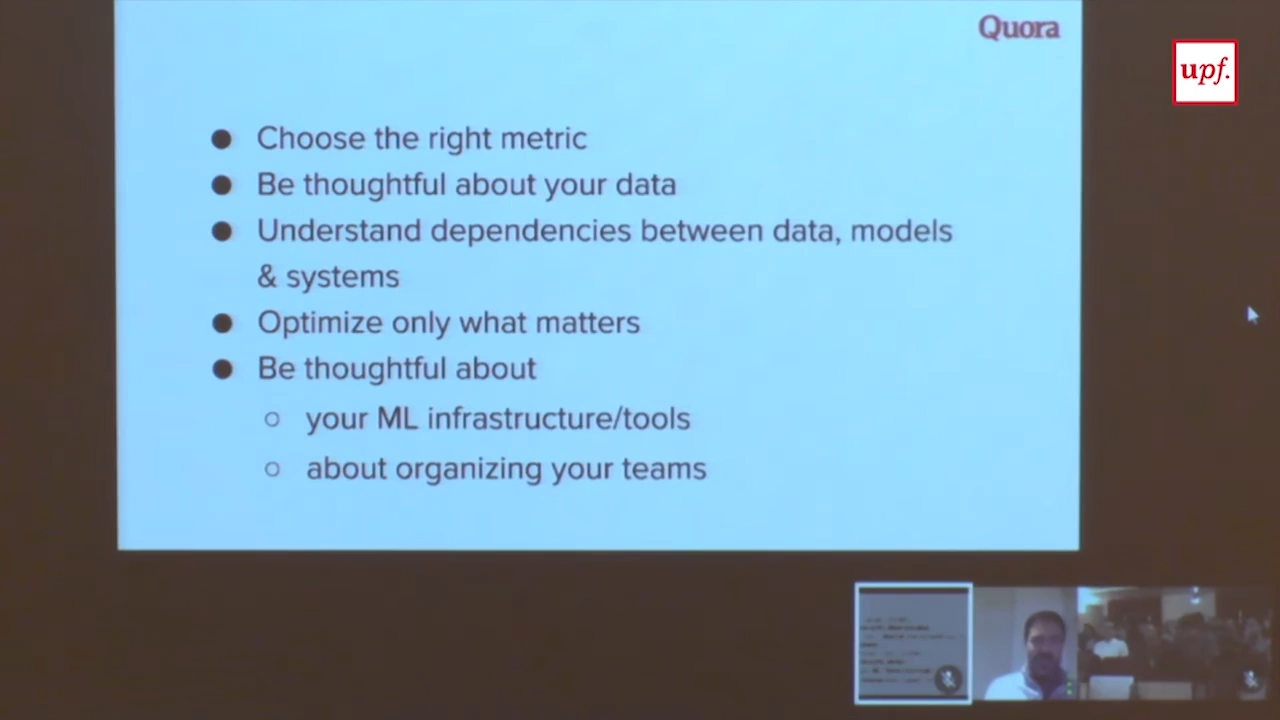 Quora
upf.
● Choose the right metric
● Be thoughtful about your data
● Understand dependencies between data, models
& systems
● Optimize only what matters
● Be thoughtful about
○ your ML infrastructure/tools
○ about organizing your teams